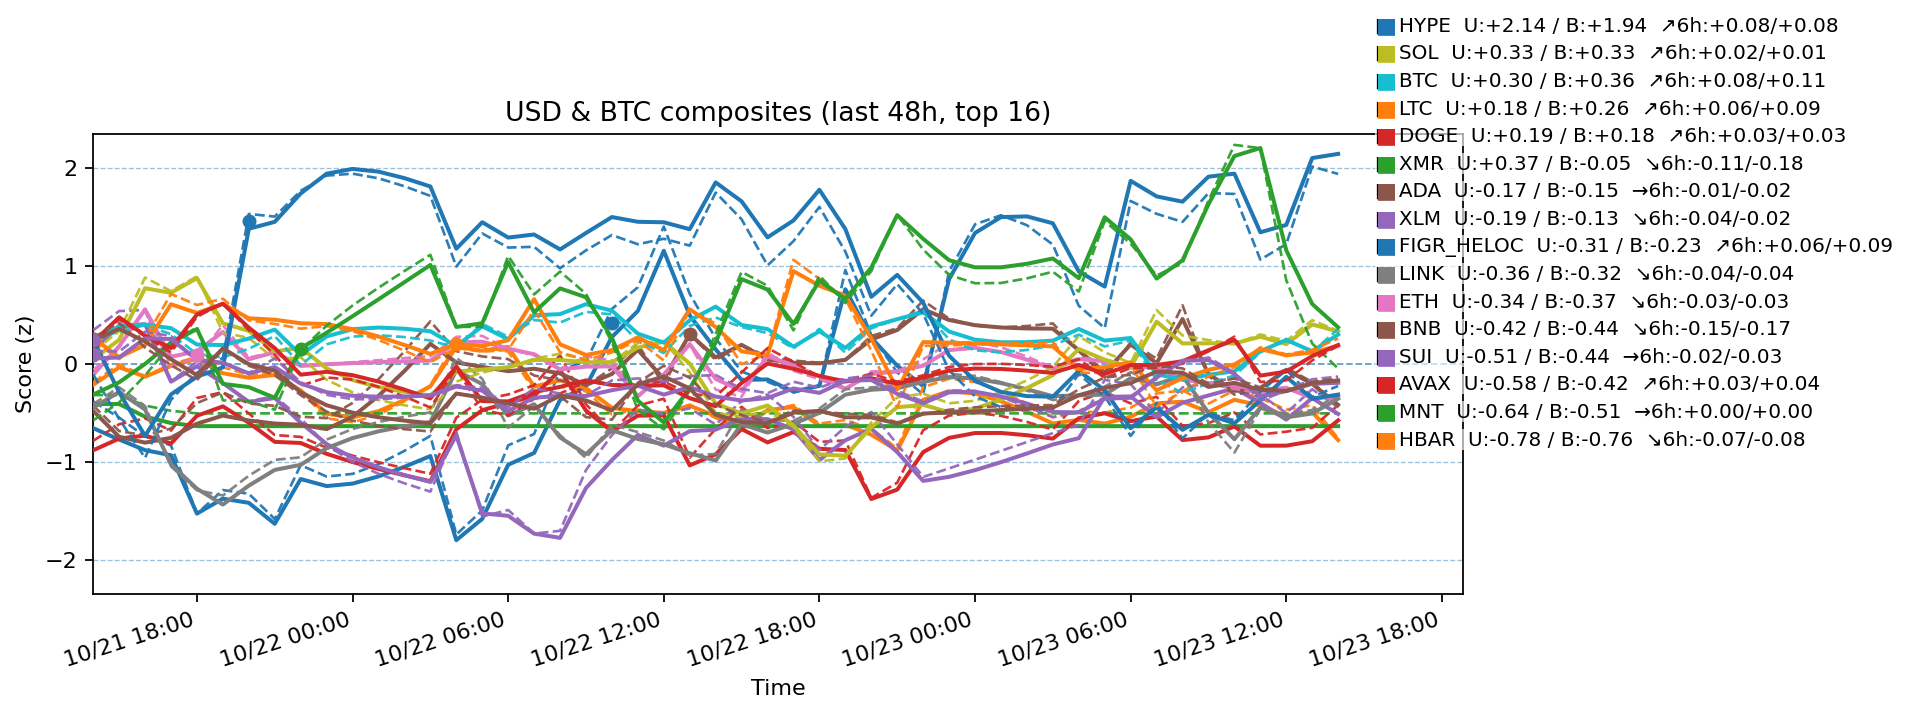 HYPE U:+2.14 / B:+1.94 ↗6h:+0.08/+0.08
SOL U:+0.33 / B:+0.33 ↗6h:+0.02/+0.01
BTC U:+0.30 / B:+0.36 ↗6h:+0.08/+0.11
LTC U:+0.18 / B:+0.26 ↗6h:+0.06/+0.09
DOGE U:+0.19 / B:+0.18 ↗6h:+0.03/+0.03
XMR U:+0.37 / B:-0.05 ↘6h:-0.11/-0.18
ADA U:-0.17 / B:-0.15 →6h:-0.01/-0.02
XLM U:-0.19 / B:-0.13 ↘6h:-0.04/-0.02
FIGR_HELOC U:-0.31 / B:-0.23 ↗6h:+0.06/+0.09
LINK U:-0.36 / B:-0.32 ↘6h:-0.04/-0.04
ETH U:-0.34 / B:-0.37 ↘6h:-0.03/-0.03
BNB U:-0.42 / B:-0.44 ↘6h:-0.15/-0.17
SUI U:-0.51 / B:-0.44 →6h:-0.02/-0.03
AVAX U:-0.58 / B:-0.42 ↗6h:+0.03/+0.04
MNT U:-0.64 / B:-0.51 →6h:+0.00/+0.00
HBAR U:-0.78 / B:-0.76 ↘6h:-0.07/-0.08
USD & BTC composites (last 48h, top 16)
Score (z)
2
1
0
−1
−2
10/21 18:00
10/22 00:00
10/22 06:00
10/22 12:00
10/22 18:00
10/23 00:00
10/23 06:00
10/23 12:00
10/23 18:00
Time